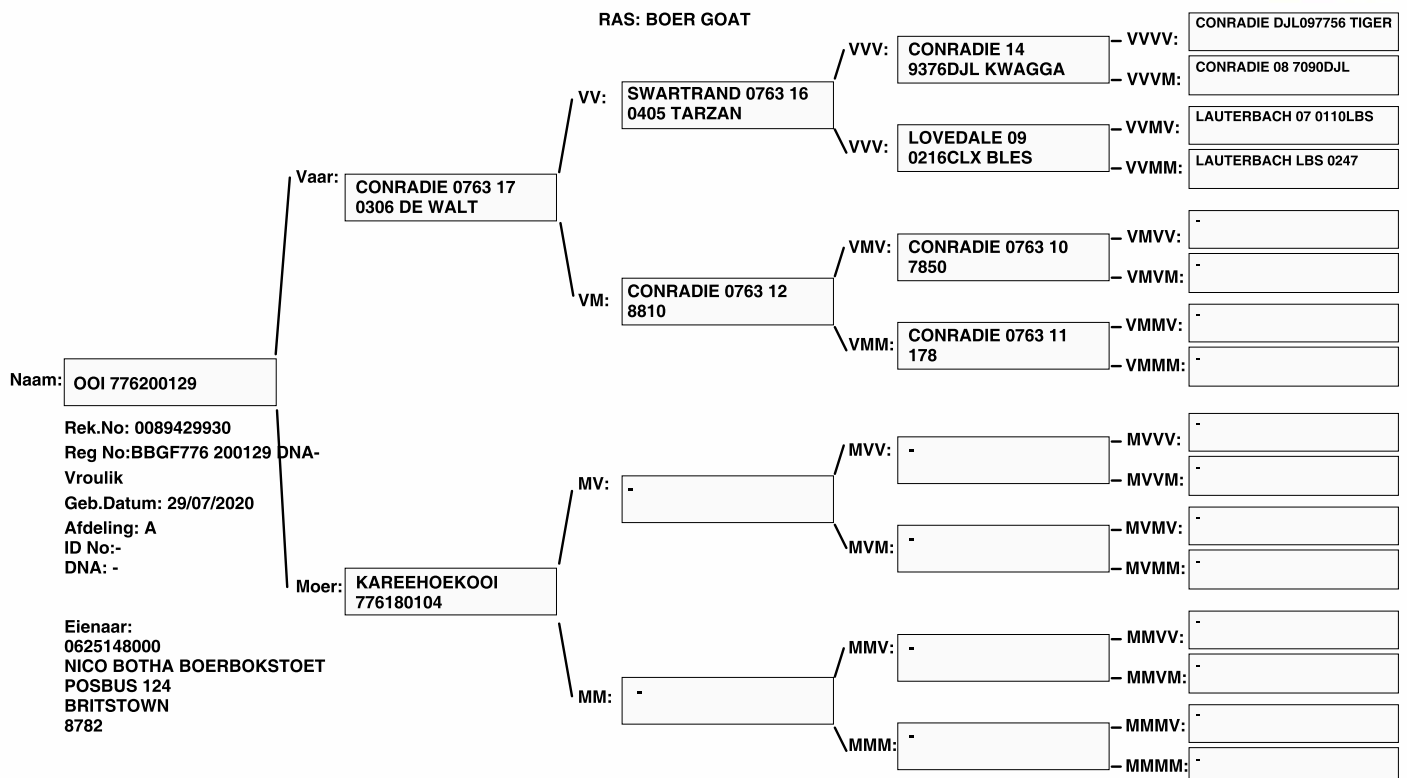 RAS: BOER GOAT
Naam: OOI 776200129
Rek.No: 0089429930
Reg No:BBGF776 200129 DNA-
Vroulik
Geb.Datum: 29/07/2020
Afdeling: A
ID No:-
DNA: -
Eienaar:
0625148000
NICO BOTHA BOERBOKSTOET
POSBUS 124
BRITSTOWN
8782
Vaar: CONRADIE 0763 17
0306 DE WALT
Moer: KAREEHOEKOOI
776180104
VV: SWARTRAND 0763 16
0405 TARZAN
VM: CONRADIE 0763 12
8810
MV: -
MM: -
VVV: CONRADIE 14
9376DJL KWAGGA
VVV: LOVEDALE 09
0216CLX BLES
VMV: CONRADIE 0763 10
7850
VMM: CONRADIE 0763 11
178
MVV: -
MVM: -
MMV: -
MMM: -
VVVV: CONRADIE DJL097756 TIGER
VVVM: CONRADIE 08 7090DJL
VVMV: LAUTERBACH 07 0110LBS
VVMM: LAUTERBACH LBS 0247
VMVV: -
VMVM: -
VMMV: -
VMMM: -
MVVV: -
MVVM: -
MVMV: -
MVMM: -
MMVV: -
MMVM: -
MMMV: -
MMMM: -